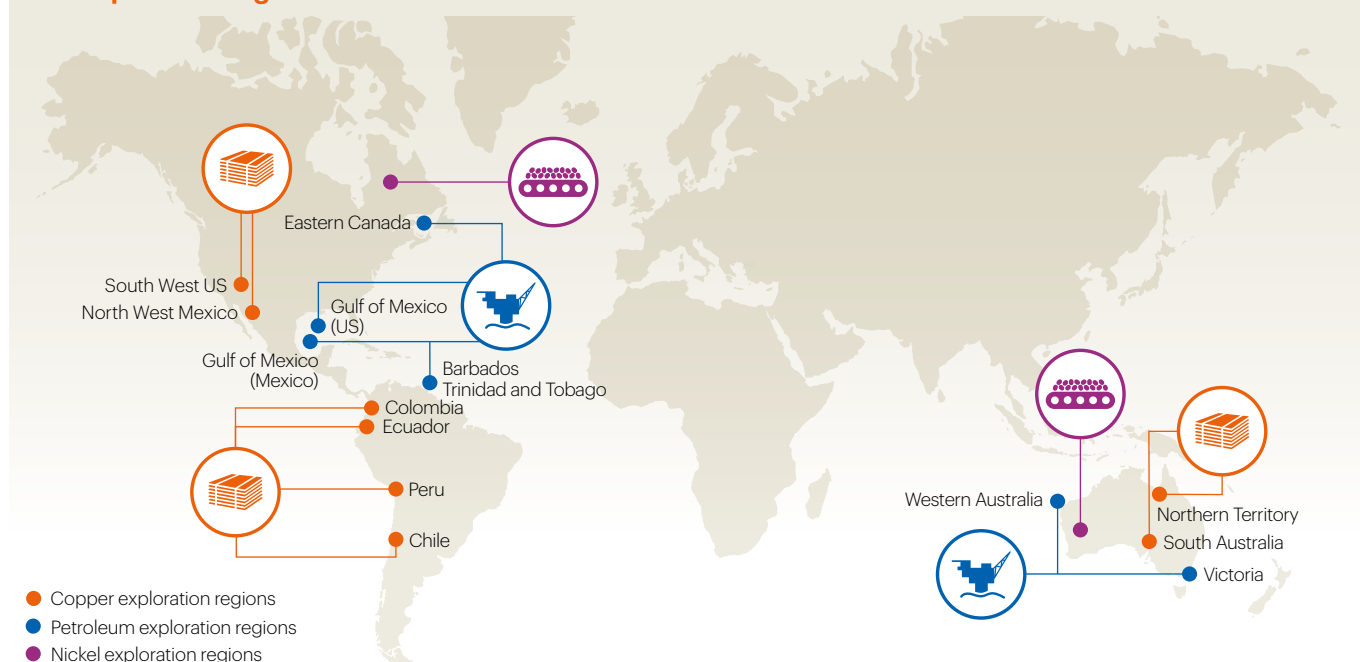 Eastern Canada
South West US
North West Mexico
Gulf of Mexico
(US)
Gulf of Mexico
(Mexico)
Barbados
Trinidad and Tobago
Colombia
Ecuador
Peru
Chile
Western Australia
Northern Territory
South Australia
Victoria
Copper exploration regions
Petroleum exploration regions
Nickel exploration regions